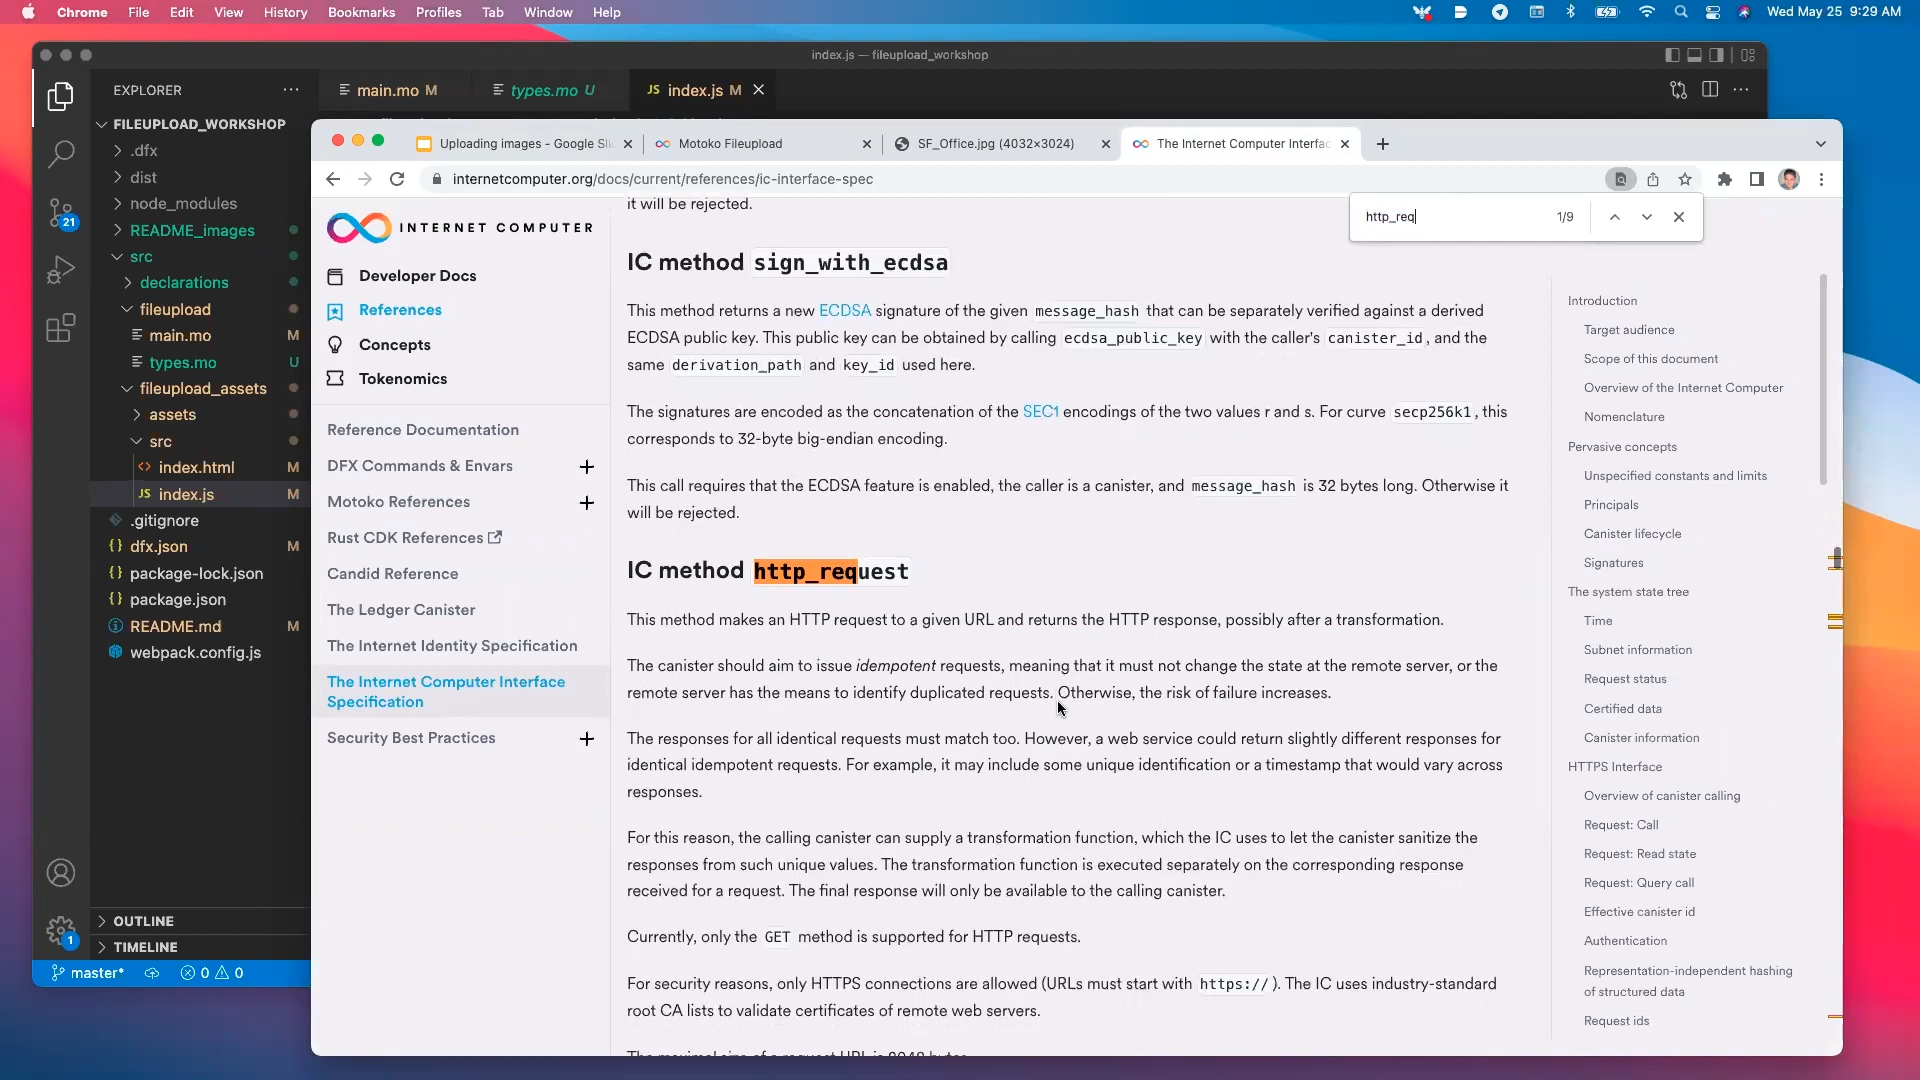 Chrome File Edit View History Bookmarks Profiles Tab Window Help
Wed May 25 9:29 AM
index.js — fileupload_workshop
EXPLORER
main.mo M
types.mo U
JS index.js M
FILEUPLOAD_WORKSHOP
.dfx
dist
node_modules
21
README_images
src
declarations
fileupload
main.mo M
types.mo U
fileupload_assets
assets
src
index.html M
JS index.js M
.gitignore
dfx.json M
package-lock.json
package.json
README.md M
webpack.config.js
OUTLINE
1
TIMELINE
master* 0 0
Uploading images - Google Sli
Motoko Fileupload
SF_Office.jpg (4032×3024)
The Internet Computer Interfac
internetcomputer.org/docs/current/references/ic-interface-spec
http_req 1/9
INTERNET COMPUTER
Developer Docs
References
Concepts
Tokenomics
Reference Documentation
DFX Commands & Envars
Motoko References
Rust CDK References
Candid Reference
The Ledger Canister
The Internet Identity Specification
The Internet Computer Interface
Specification
Security Best Practices
it will be rejected.
IC method sign_with_ecdsa
This method returns a new ECDSA signature of the given message_hash that can be separately verified against a derived
ECDSA public key. This public key can be obtained by calling ecdsa_public_key with the caller's canister_id, and the
same derivation_path and key_id used here.
The signatures are encoded as the concatenation of the SEC1 encodings of the two values r and s. For curve secp256k1, this
corresponds to 32-byte big-endian encoding.
This call requires that the ECDSA feature is enabled, the caller is a canister, and message_hash is 32 bytes long. Otherwise it
will be rejected.
IC method http_request
This method makes an HTTP request to a given URL and returns the HTTP response, possibly after a transformation.
The canister should aim to issue idempotent requests, meaning that it must not change the state at the remote server, or the
remote server has the means to identify duplicated requests. Otherwise, the risk of failure increases.
The responses for all identical requests must match too. However, a web service could return slightly different responses for
identical idempotent requests. For example, it may include some unique identification or a timestamp that would vary across
responses.
For this reason, the calling canister can supply a transformation function, which the IC uses to let the canister sanitize the
responses from such unique values. The transformation function is executed separately on the corresponding response
received for a request. The final response will only be available to the calling canister.
Currently, only the GET method is supported for HTTP requests.
For security reasons, only HTTPS connections are allowed (URLs must start with https://). The IC uses industry-standard
root CA lists to validate certificates of remote web servers.
The maximal size of a request URL is 2048 bytes.
Introduction
Target audience
Scope of this document
Overview of the Internet Computer
Nomenclature
Pervasive concepts
Unspecified constants and limits
Principals
Canister lifecycle
Signatures
The system state tree
Time
Subnet information
Request status
Certified data
Canister information
HTTPS Interface
Overview of canister calling
Request: Call
Request: Read state
Request: Query call
Effective canister id
Authentication
Representation-independent hashing
of structured data
Request ids